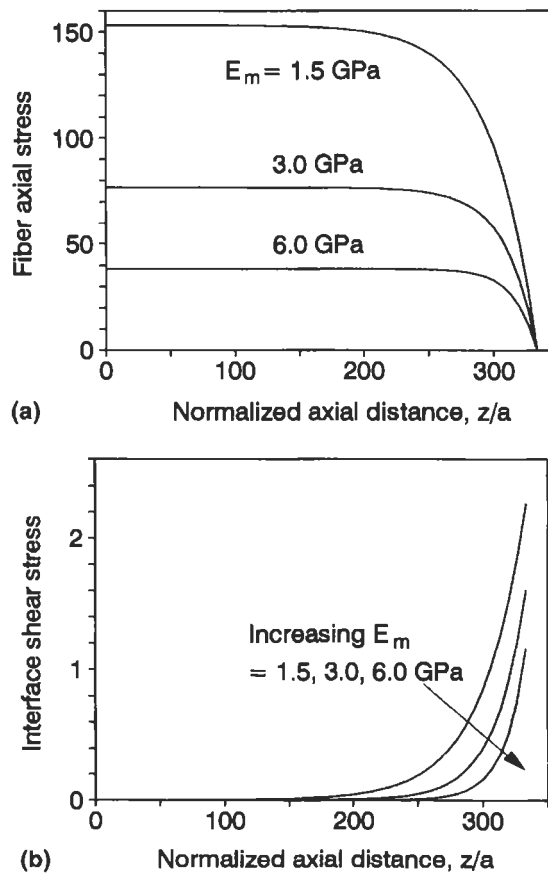 150
E_m = 1.5 GPa
100
3.0 GPa
50
6.0 GPa
0
Fiber axial stress
0 100 200 300
(a) Normalized axial distance, z/a
2
1
0
Interface shear stress
Increasing E_m
= 1.5, 3.0, 6.0 GPa
0 100 200 300
(b) Normalized axial distance, z/a